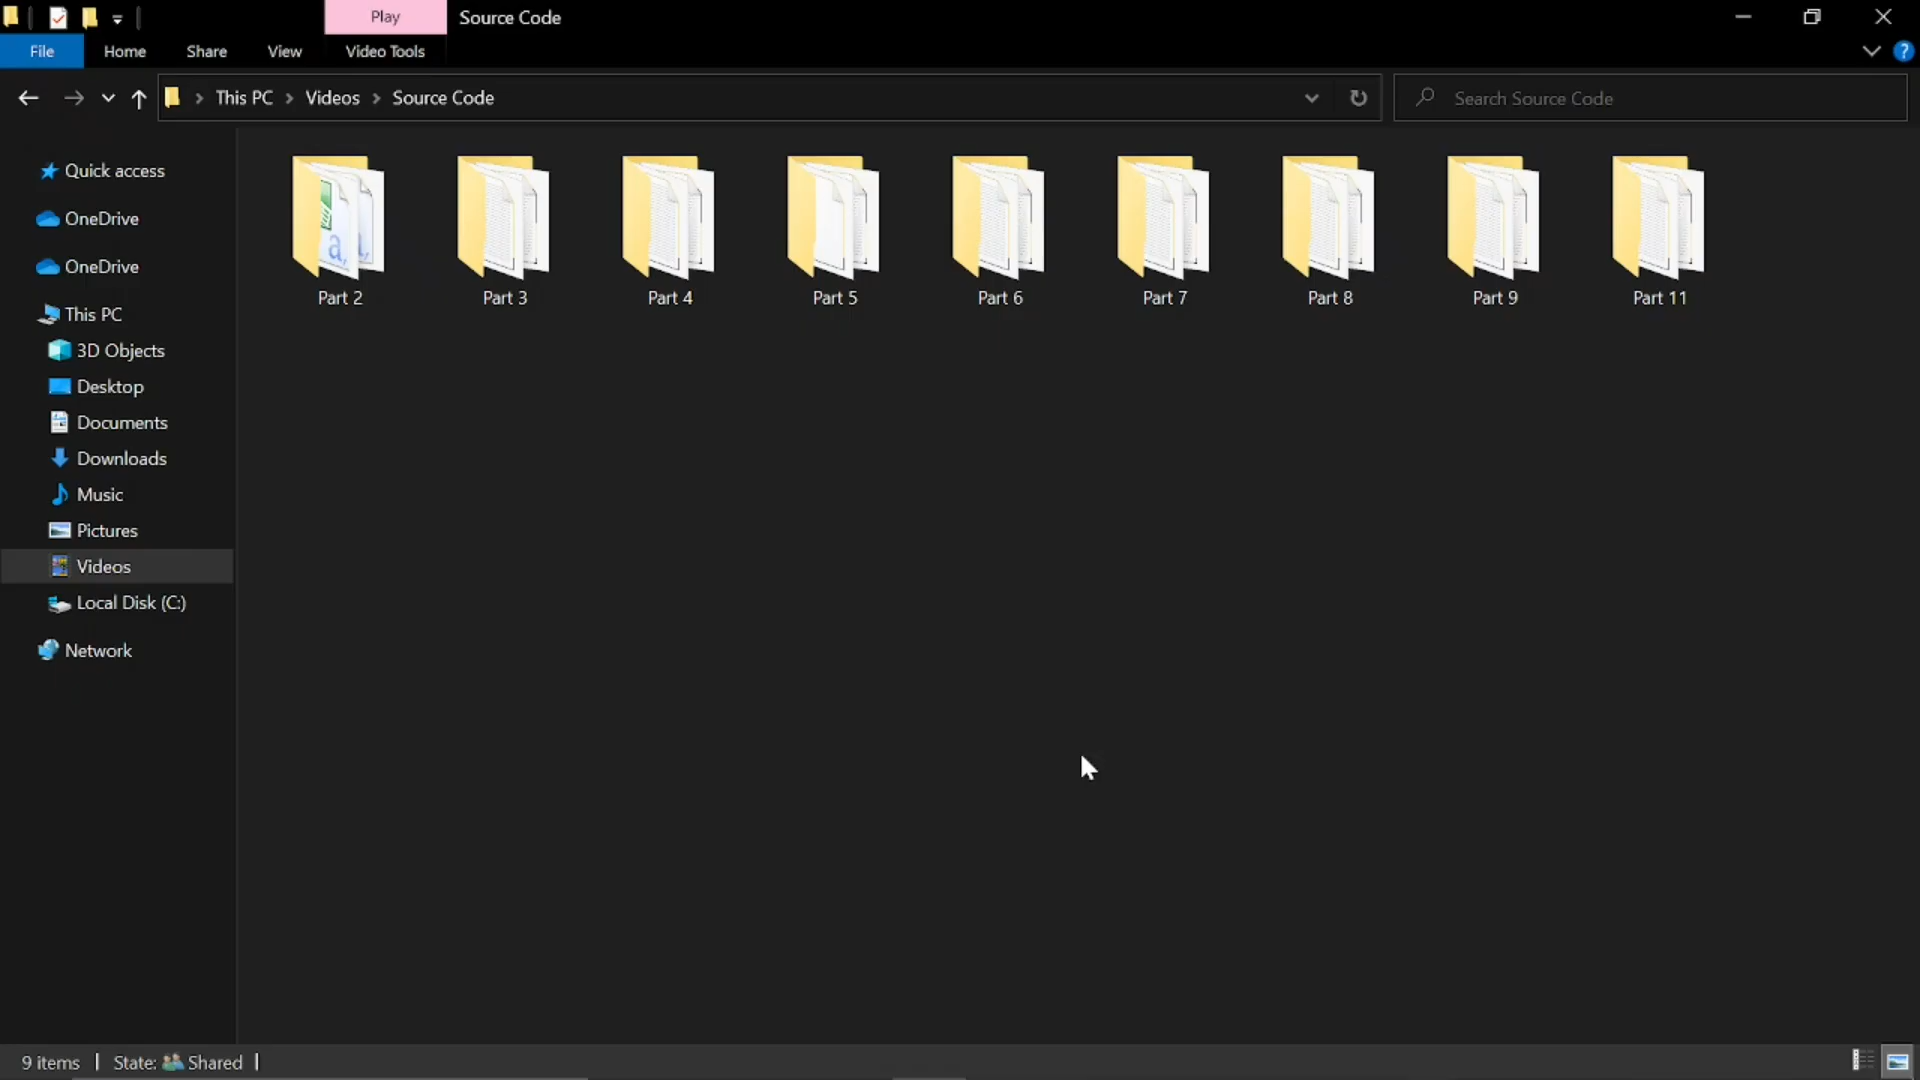 Play
Source Code
File
Home
Share
View
Video Tools
This PC > Videos > Source Code
Search Source Code
Quick access
OneDrive
OneDrive
This PC
3D Objects
Desktop
Documents
Downloads
Music
Pictures
Videos
Local Disk (C:)
Network
Part 2
Part 3
Part 4
Part 5
Part 6
Part 7
Part 8
Part 9
Part 11
9 items
State: Shared